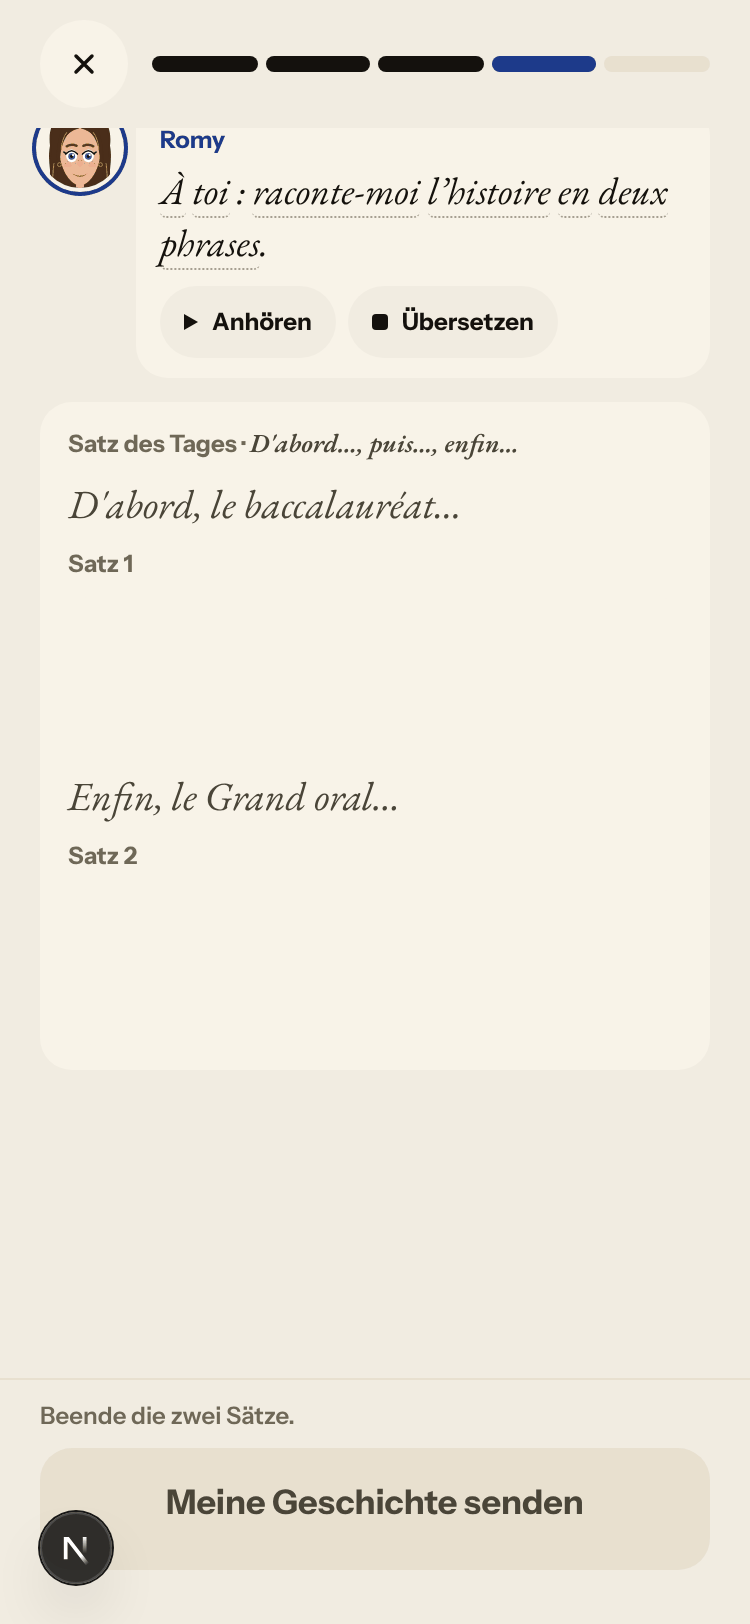 Romy
À toi : raconte-moi l’histoire en deux
phrases.
Anhören
Übersetzen
Satz des Tages · D'abord..., puis..., enfin...
D'abord, le baccalauréat...
Satz 1
Enfin, le Grand oral...
Satz 2
Beende die zwei Sätze.
Meine Geschichte senden
N